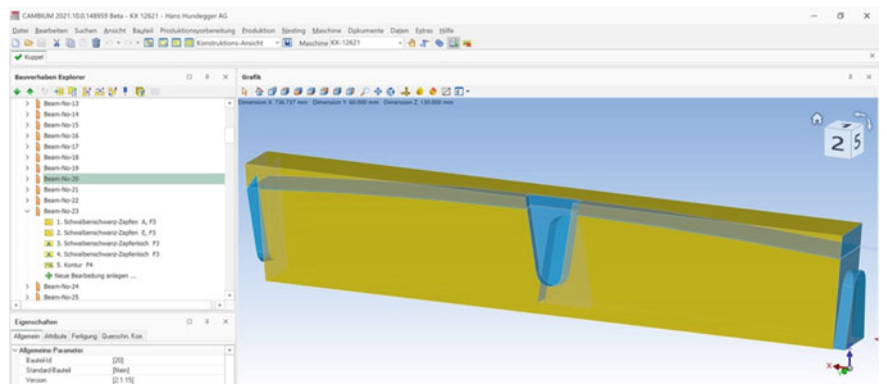 CAMBIUM 2021.10.0.148959 Beta - KX 12621 - Hans Hundegger AG
Datei Bearbeiten Suchen Ansicht Bauteil Produktionsvorbereitung Produktion Nesting Maschine Dokumente Daten Extras Hilfe
Konstruktions-Ansicht Maschine KX-12621
Kuppel
Bauvorhaben Explorer
Grafik
Dimension X: 736.737 mm Dimension Y: 60.000 mm Dimension Z: 130.000 mm
Beam-No-13
Beam-No-14
Beam-No-15
Beam-No-16
Beam-No-17
Beam-No-18
Beam-No-19
Beam-No-20
Beam-No-21
Beam-No-22
Beam-No-23
1. Schwalbenschwanz-Zapfen A, F3
2. Schwalbenschwanz-Zapfen E, F3
3. Schwalbenschwanz-Zapfenloch F3
4. Schwalbenschwanz-Zapfenloch F3
5. Kontur F4
Neue Bearbeitung anlegen ...
Beam-No-24
Beam-No-25
2 5
Eigenschaften
Allgemein Attribute Fertigung Querschn. Kor.
Allgemeine Parameter
Bauteil-Id [20]
Standard-Bauteil [Nein]
Version [2.1.15]
X